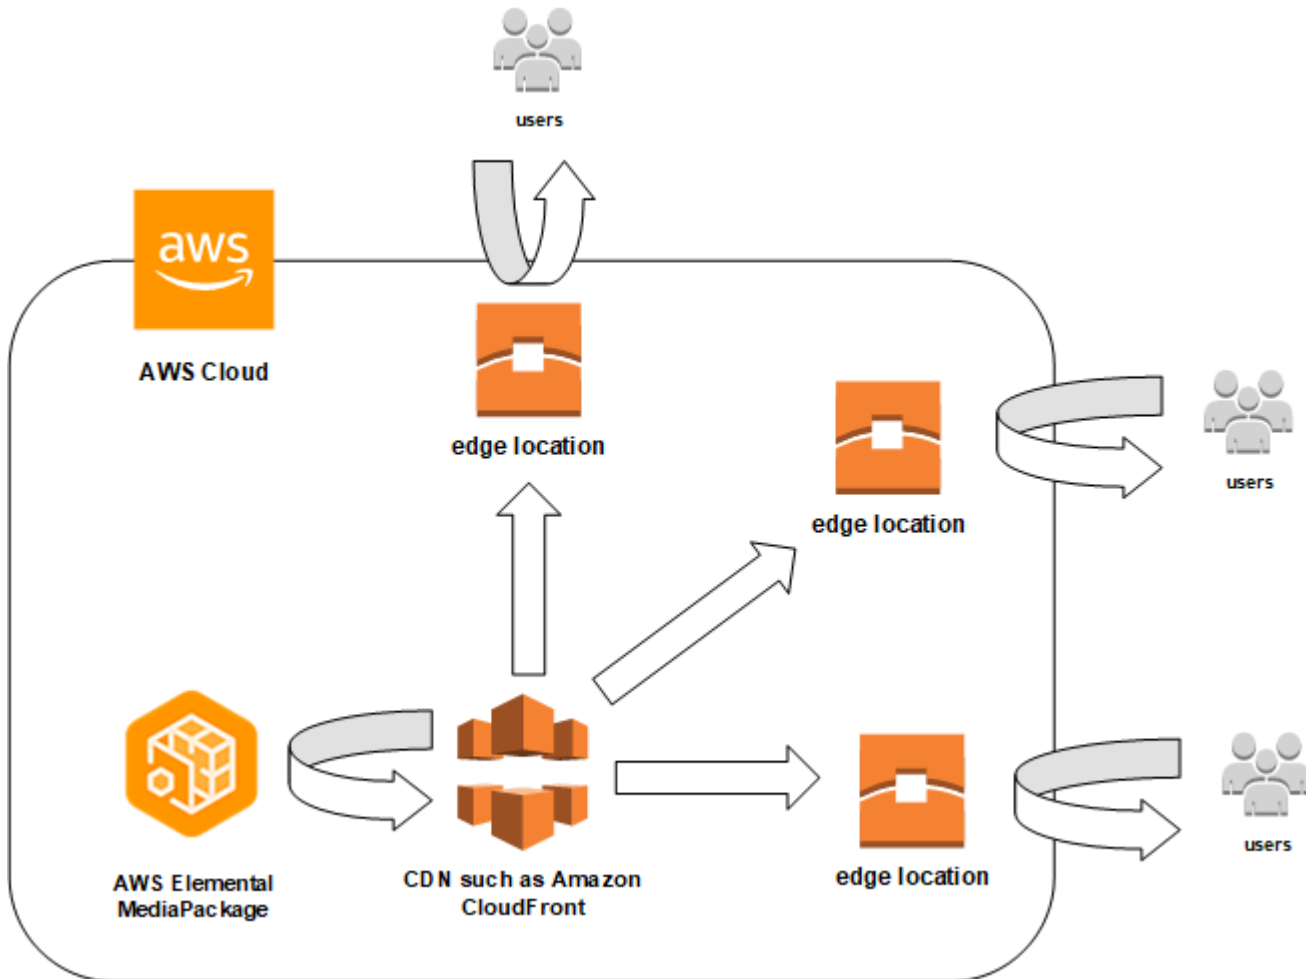 users
aws
AWS Cloud
edge location
edge location
users
AWS Elemental
MediaPackage
CDN such as Amazon
CloudFront
edge location
users